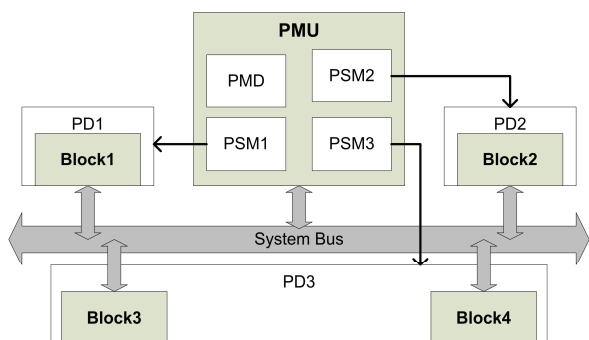 PMU
PMD
PSM2
PSM1
PSM3
PD1
Block1
PD2
Block2
System Bus
PD3
Block3
Block4